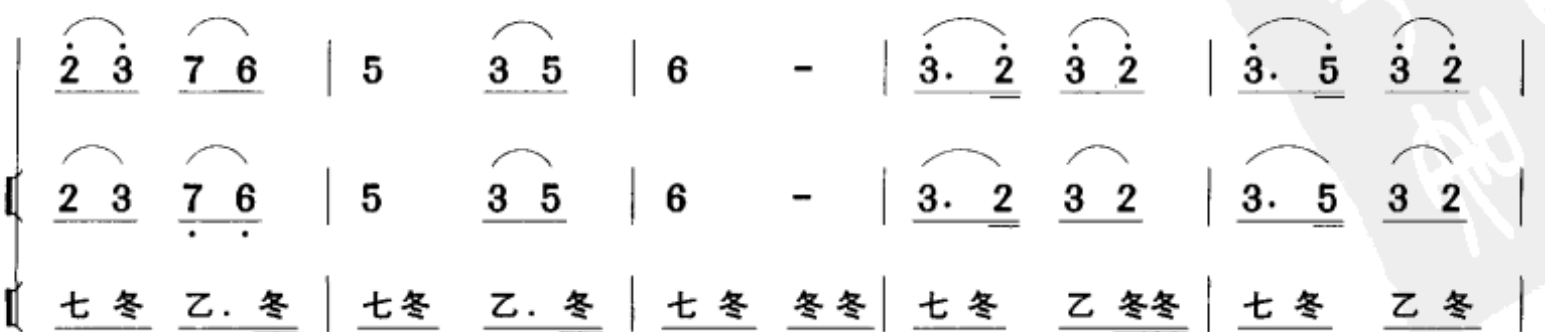 2̇ 3̇ 7 6 | 5 3 5 | 6 - | 3̇. 2̇ 3̇ 2̇ | 3̇. 5̇ 3̇ 2̇ |
2 3 7̣ 6̣ | 5 3 5 | 6 - | 3. 2 3 2 | 3. 5 3 2 |
七 冬 乙. 冬 | 七 冬 乙. 冬 | 七 冬 冬 冬 | 七 冬 乙 冬冬 | 七 冬 乙 冬 |